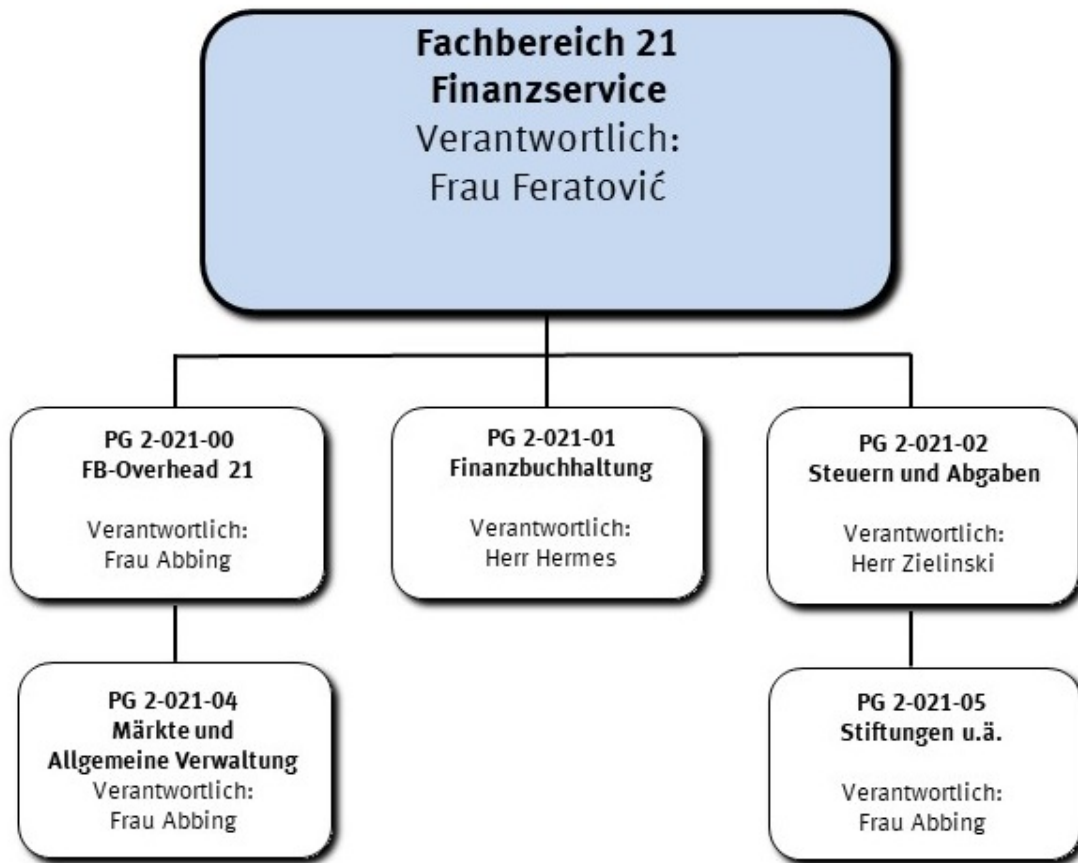 Fachbereich 21
Finanzservice
Verantwortlich:
Frau Feratović
PG 2-021-00
FB-Overhead 21
Verantwortlich:
Frau Abbing
PG 2-021-01
Finanzbuchhaltung
Verantwortlich:
Herr Hermes
PG 2-021-02
Steuern und Abgaben
Verantwortlich:
Herr Zielinski
PG 2-021-04
Märkte und
Allgemeine Verwaltung
Verantwortlich:
Frau Abbing
PG 2-021-05
Stiftungen u.ä.
Verantwortlich:
Frau Abbing